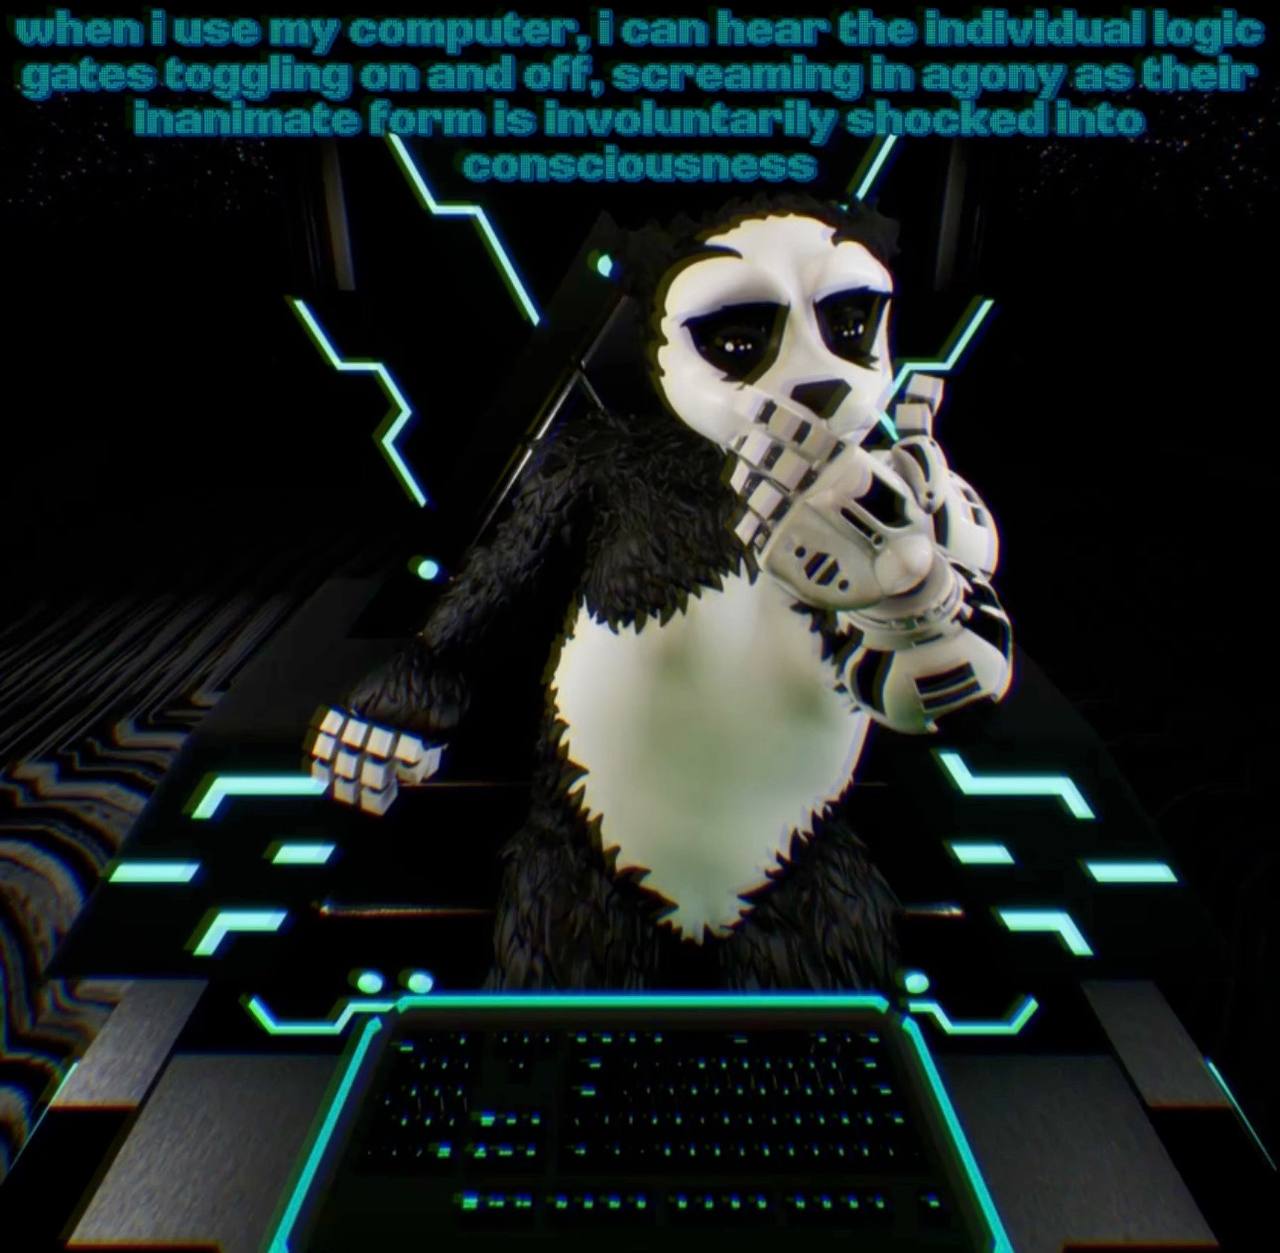 when i use my computer, i can hear the individual logic
gates toggling on and off, screaming in agony as their
inanimate form is involuntarily shocked into
consciousness